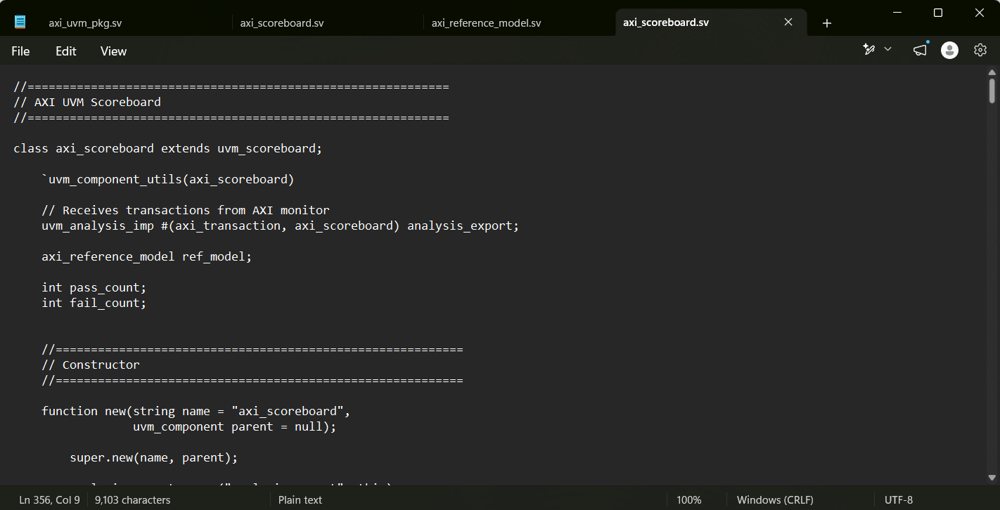 axi_uvm_pkg.sv axi_scoreboard.sv axi_reference_model.sv axi_scoreboard.sv
File Edit View
//============================================================
// AXI UVM Scoreboard
//============================================================
class axi_scoreboard extends uvm_scoreboard;
`uvm_component_utils(axi_scoreboard)
// Receives transactions from AXI monitor
uvm_analysis_imp #(axi_transaction, axi_scoreboard) analysis_export;
axi_reference_model ref_model;
int pass_count;
int fail_count;
//==========================================================
// Constructor
//==========================================================
function new(string name = "axi_scoreboard",
uvm_component parent = null);
super.new(name, parent);
Ln 356, Col 9 9,103 characters Plain text 100% Windows (CRLF) UTF-8